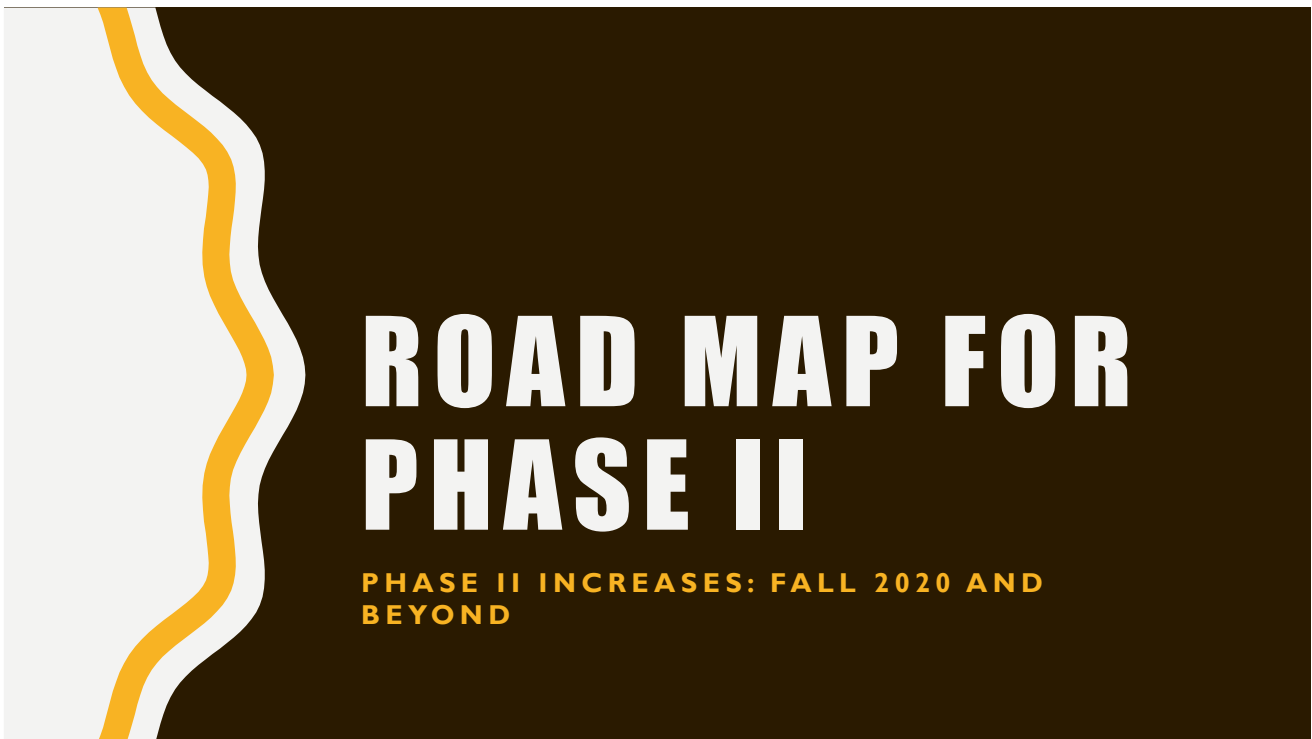 ROAD MAP FOR
PHASE II
PHASE II INCREASES: FALL 2020 AND
BEYOND